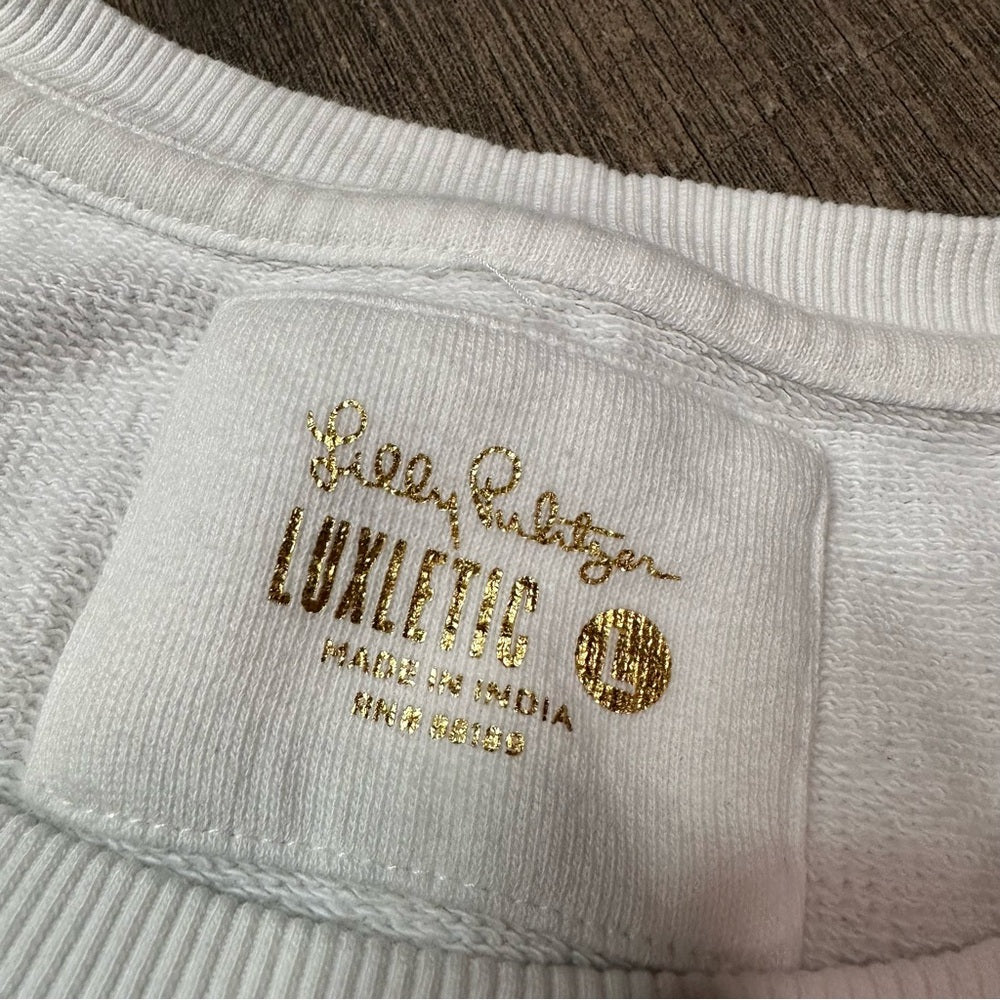 Lilly Pulitzer
LUXLETIC
L
MADE IN INDIA
RN#